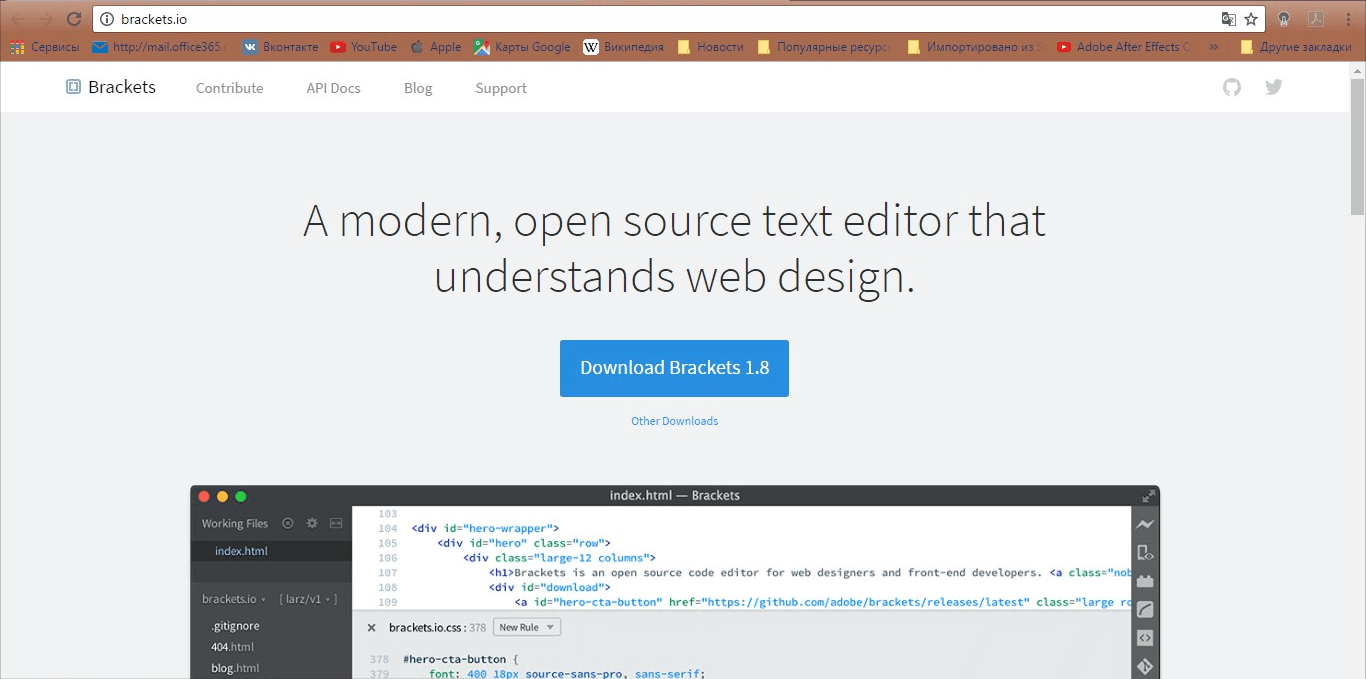 brackets.io
Сервисы http://mail.office365. Вконтакте YouTube Apple Карты Google Википедия Новости Популярные ресурс Импортировано из Adobe After Effects C » Другие закладки
Brackets Contribute API Docs Blog Support
A modern, open source text editor that
understands web design.
Download Brackets 1.8
Other Downloads
index.html — Brackets
Working Files
index.html
brackets.io [ larz/v1 ]
.gitignore
404.html
blog.html
103
104 <div id="hero-wrapper">
105 <div id="hero" class="row">
106 <div class="large-12 columns">
107 <h1>Brackets is an open source code editor for web designers and front-end developers. <a class="nob
108 <div id="download">
109 <a id="hero-cta-button" href="https://github.com/adobe/brackets/releases/latest" class="large ro
× brackets.io.css : 378 New Rule
378 #hero-cta-button {
379 font: 400 18px source-sans-pro, sans-serif;